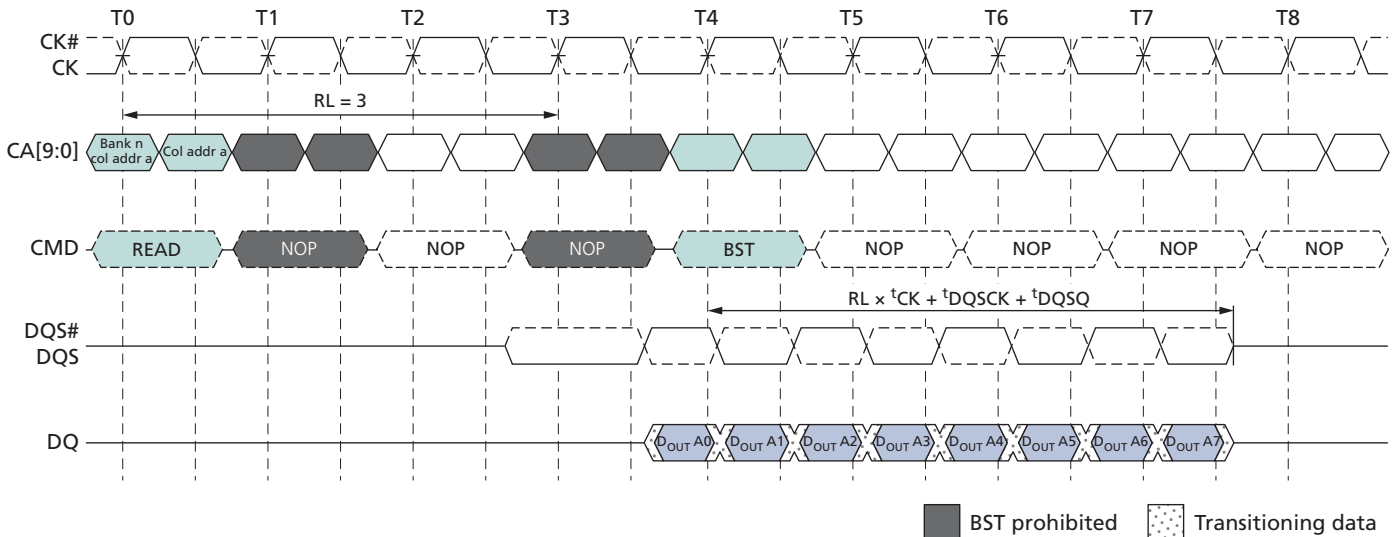 T0 T1 T2 T3 T4 T5 T6 T7 T8
CK#
CK
RL = 3
CA[9:0]
Bank n
col addr a
Col addr a
CMD READ NOP NOP NOP BST NOP NOP NOP NOP
RL × tCK + tDQSCK + tDQSQ
DQS#
DQS
DQ DOUT A0 DOUT A1 DOUT A2 DOUT A3 DOUT A4 DOUT A5 DOUT A6 DOUT A7
BST prohibited Transitioning data